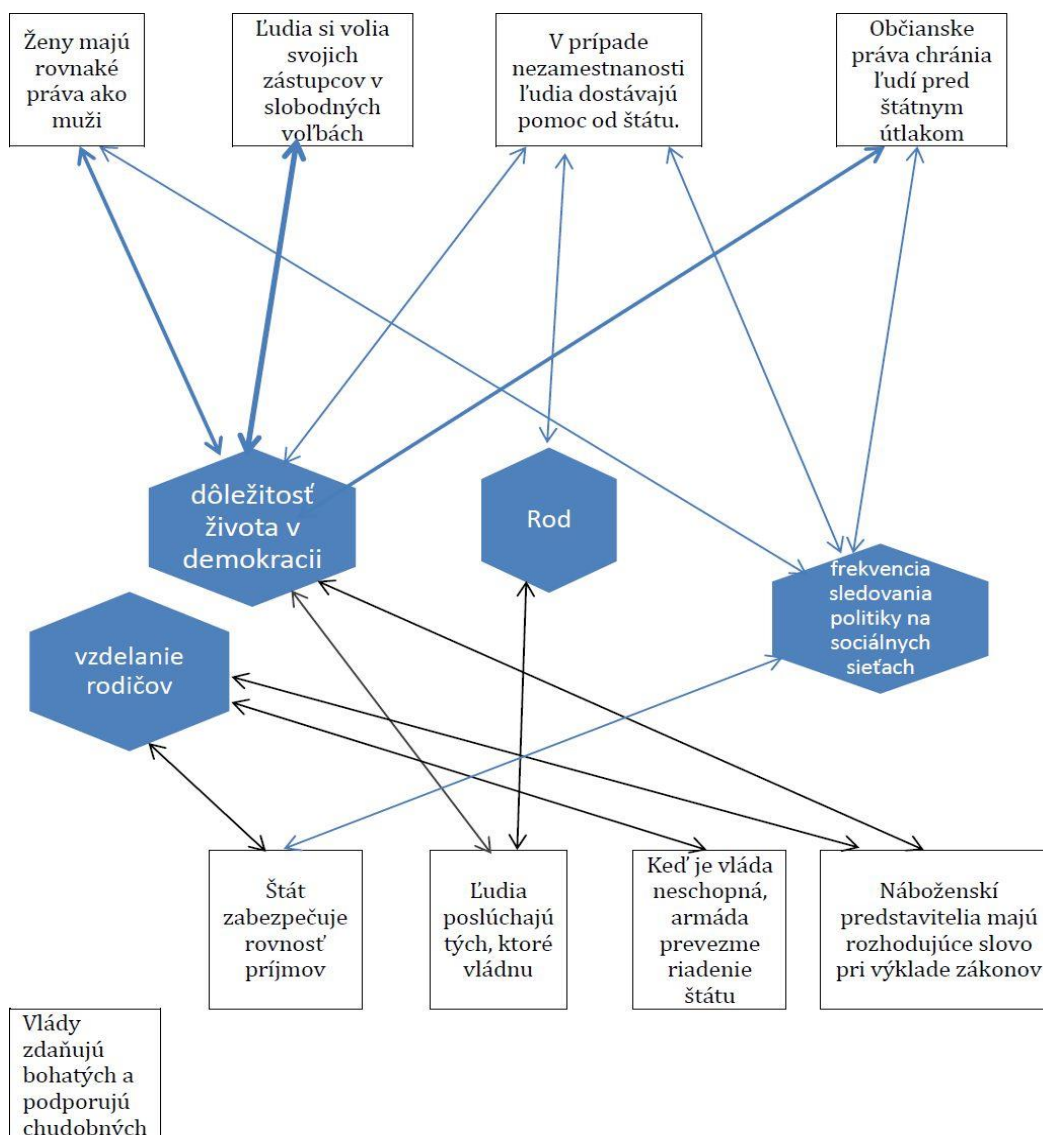 Ženy majú
rovnaké
práva ako
muži
Ľudia si volia
svojich
zástupcov v
slobodných
voľbách
V prípade
nezamestnanosti
ľudia dostávajú
pomoc od štátu.
Občianske
práva chránia
ľudí pred
štátnym
útlakom
dôležitosť
života v
demokracii
Rod
frekvencia
sledovania
politiky na
sociálnych
sieťach
vzdelanie
rodičov
Štát
zabezpečuje
rovnosť
príjmov
Ľudia
poslúchajú
tých, ktoré
vládnu
Keď je vláda
neschopná,
armáda
prevezme
riadenie
štátu
Náboženskí
predstavitelia majú
rozhodujúce slovo
pri výklade zákonov
Vlády
zdaňujú
bohatých a
podporujú
chudobných